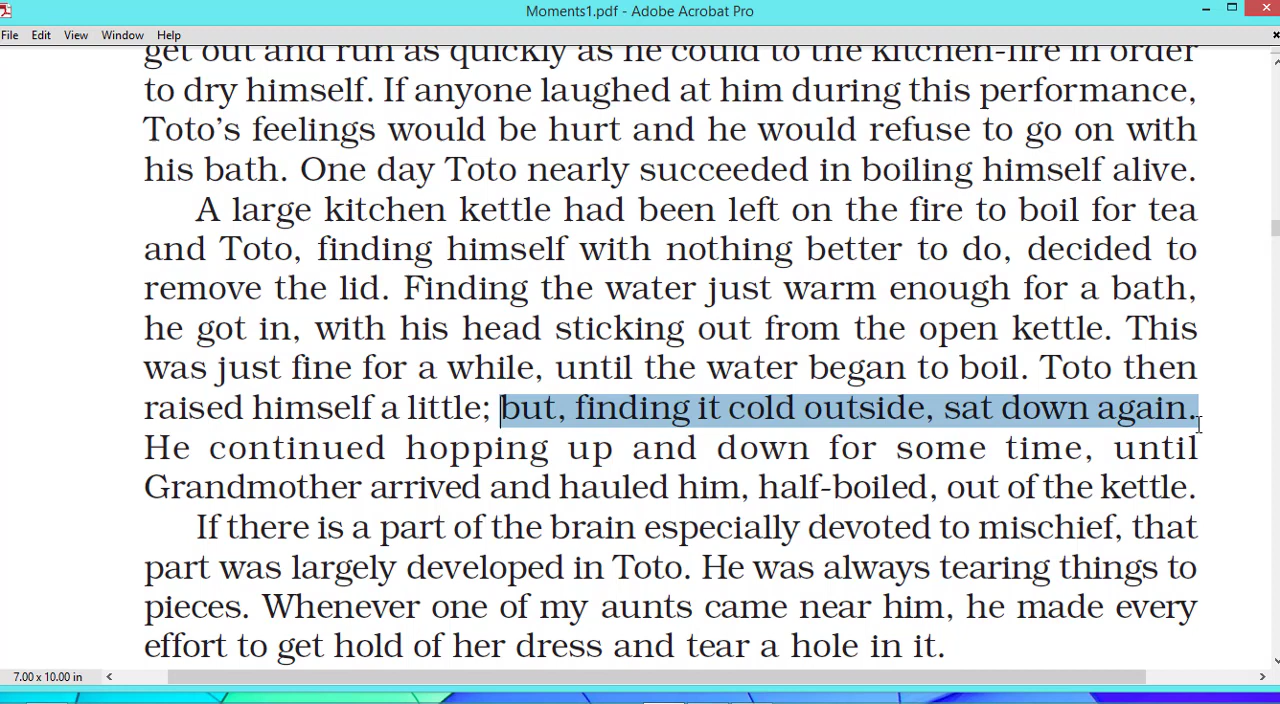 Moments1.pdf - Adobe Acrobat Pro
File Edit View Window Help
get out and run as quickly as he could to the kitchen-fire in order
to dry himself. If anyone laughed at him during this performance,
Toto’s feelings would be hurt and he would refuse to go on with
his bath. One day Toto nearly succeeded in boiling himself alive.
A large kitchen kettle had been left on the fire to boil for tea
and Toto, finding himself with nothing better to do, decided to
remove the lid. Finding the water just warm enough for a bath,
he got in, with his head sticking out from the open kettle. This
was just fine for a while, until the water began to boil. Toto then
raised himself a little; but, finding it cold outside, sat down again.
He continued hopping up and down for some time, until
Grandmother arrived and hauled him, half-boiled, out of the kettle.
If there is a part of the brain especially devoted to mischief, that
part was largely developed in Toto. He was always tearing things to
pieces. Whenever one of my aunts came near him, he made every
effort to get hold of her dress and tear a hole in it.
7.00 x 10.00 in